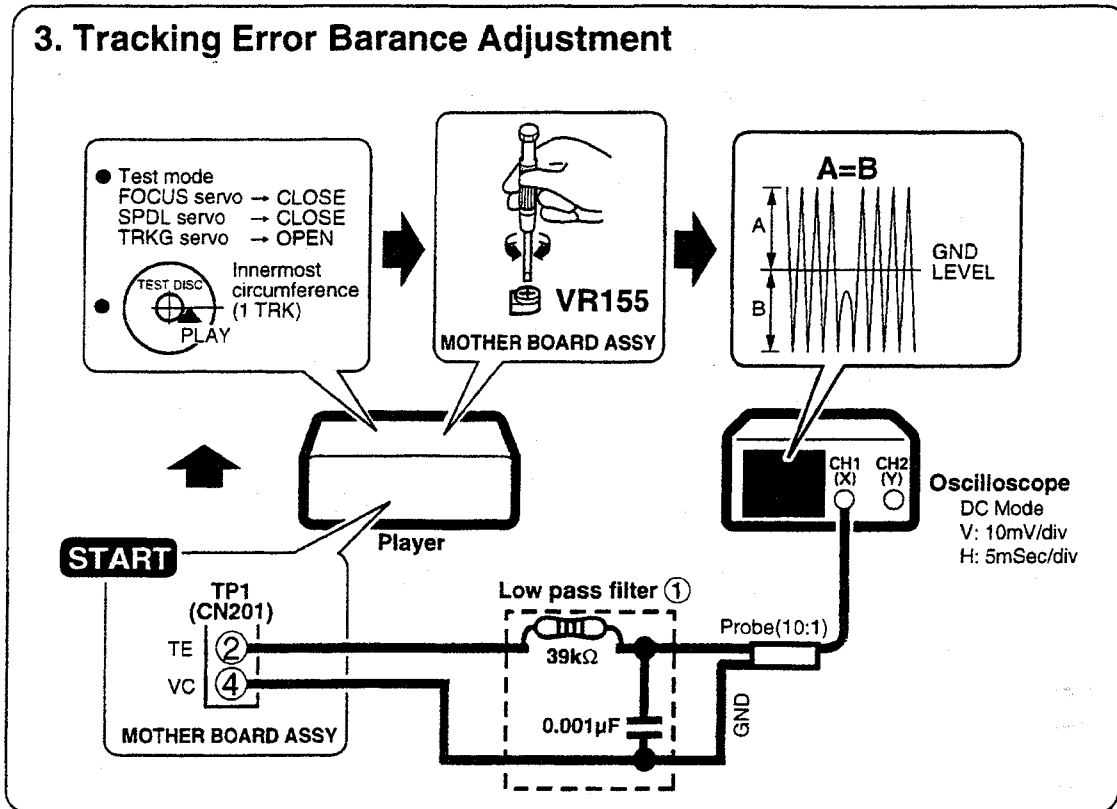 3. Tracking Error Barance Adjustment
● Test mode
FOCUS servo → CLOSE
SPDL servo → CLOSE
TRKG servo → OPEN
● TEST DISC
PLAY
Innermost
circumference
(1 TRK)
VR155
MOTHER BOARD ASSY
A=B
A
B
GND
LEVEL
START
Player
CH1
(X)
CH2
(Y)
Oscilloscope
DC Mode
V: 10mV/div
H: 5mSec/div
TP1
(CN201)
TE ②
VC ④
MOTHER BOARD ASSY
Low pass filter ①
39kΩ
0.001µF
Probe(10:1)
GND